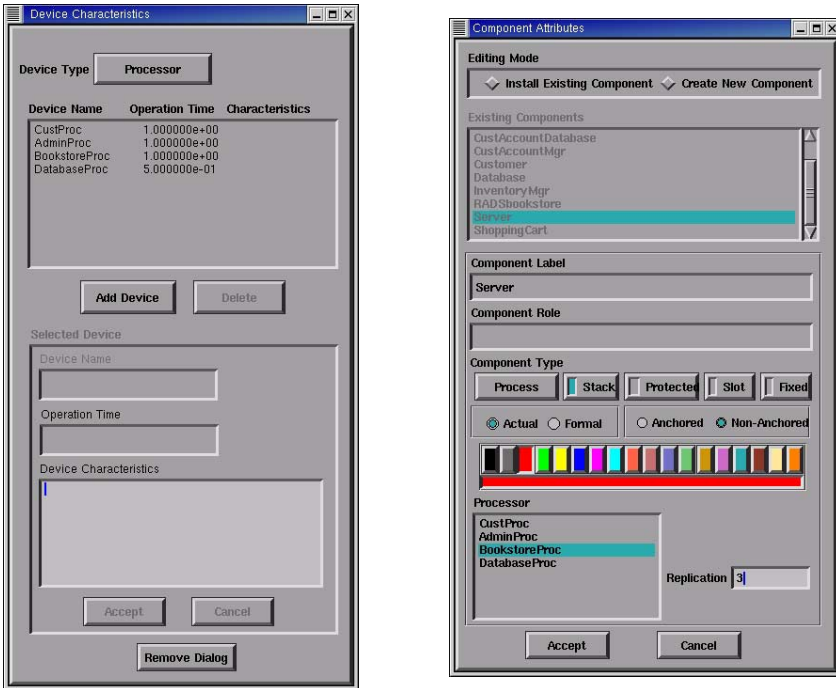 Device Characteristics
Device Type Processor
Device Name Operation Time Characteristics
CustProc 1.000000e+00
AdminProc 1.000000e+00
BookstoreProc 1.000000e+00
DatabaseProc 5.000000e-01
Add Device Delete
Selected Device
Device Name
Operation Time
Device Characteristics
Accept Cancel
Remove Dialog
Component Attributes
Editing Mode
Install Existing Component Create New Component
Existing Components
CustAccountDatabase
CustAccountMgr
Customer
Database
InventoryMgr
RADSbookstore
Server
ShoppingCart
Component Label
Server
Component Role
Component Type
Process Stack Protected Slot Fixed
Actual Formal Anchored Non-Anchored
Processor
CustProc
AdminProc
BookstoreProc
DatabaseProc
Replication 3
Accept Cancel